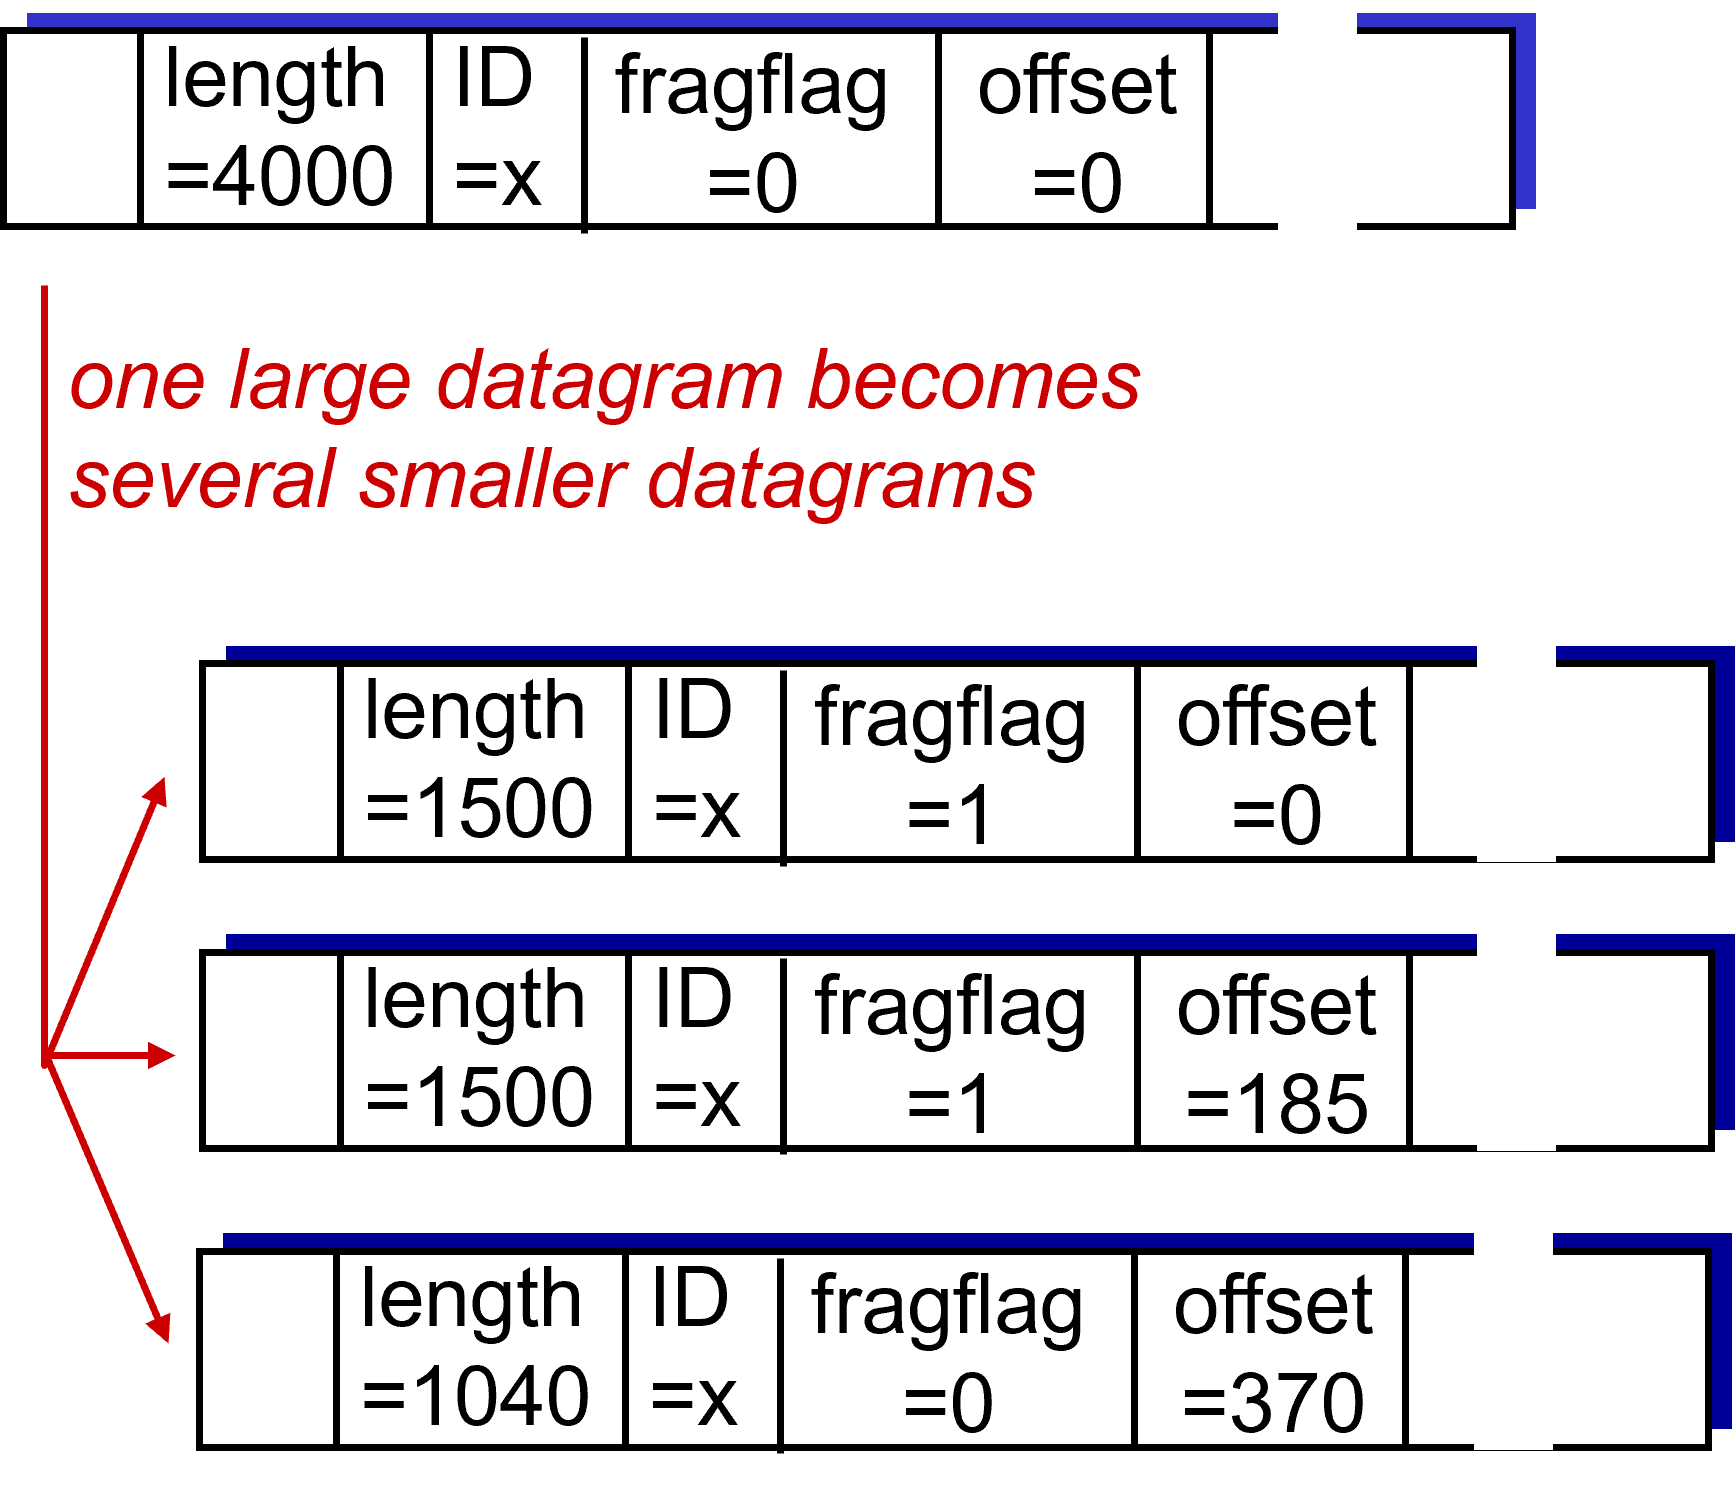 length ID fragflag offset
=4000 =x =0 =0
one large datagram becomes
several smaller datagrams
length ID fragflag offset
=1500 =x =1 =0
length ID fragflag offset
=1500 =x =1 =185
length ID fragflag offset
=1040 =x =0 =370